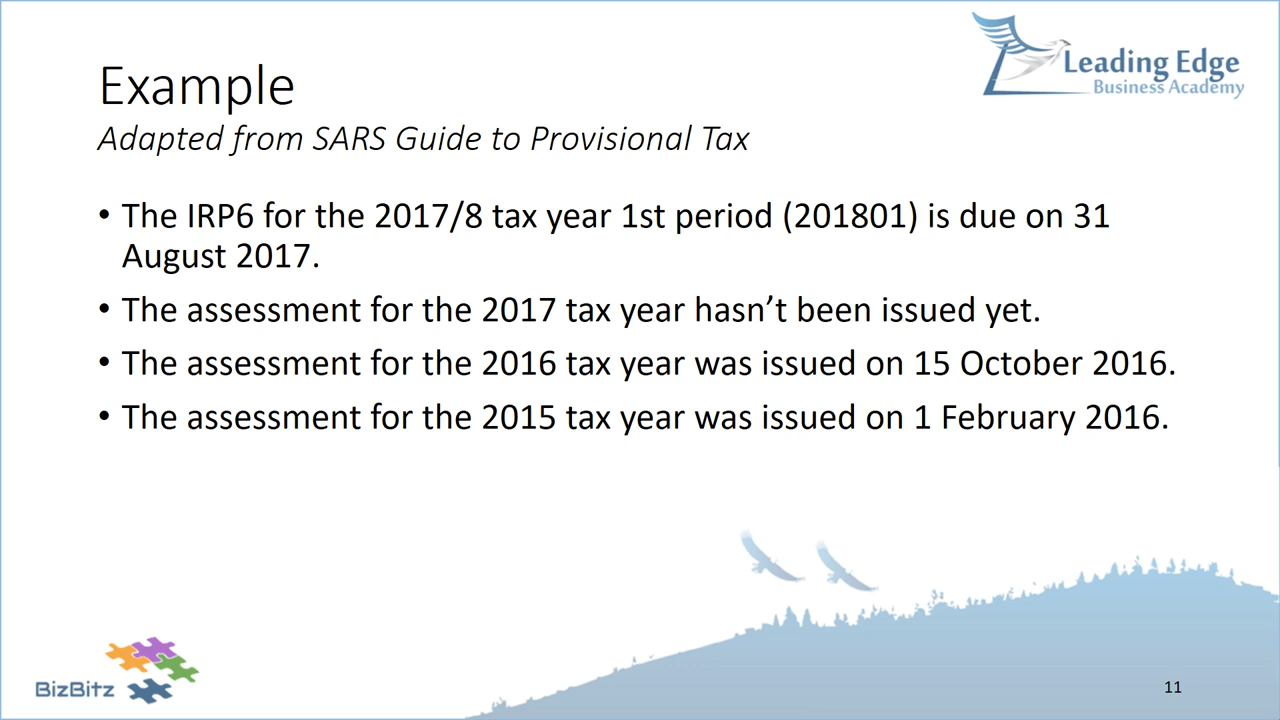 Leading Edge
Business Academy
Example
Adapted from SARS Guide to Provisional Tax
• The IRP6 for the 2017/8 tax year 1st period (201801) is due on 31
August 2017.
• The assessment for the 2017 tax year hasn’t been issued yet.
• The assessment for the 2016 tax year was issued on 15 October 2016.
• The assessment for the 2015 tax year was issued on 1 February 2016.
BizBitz
11